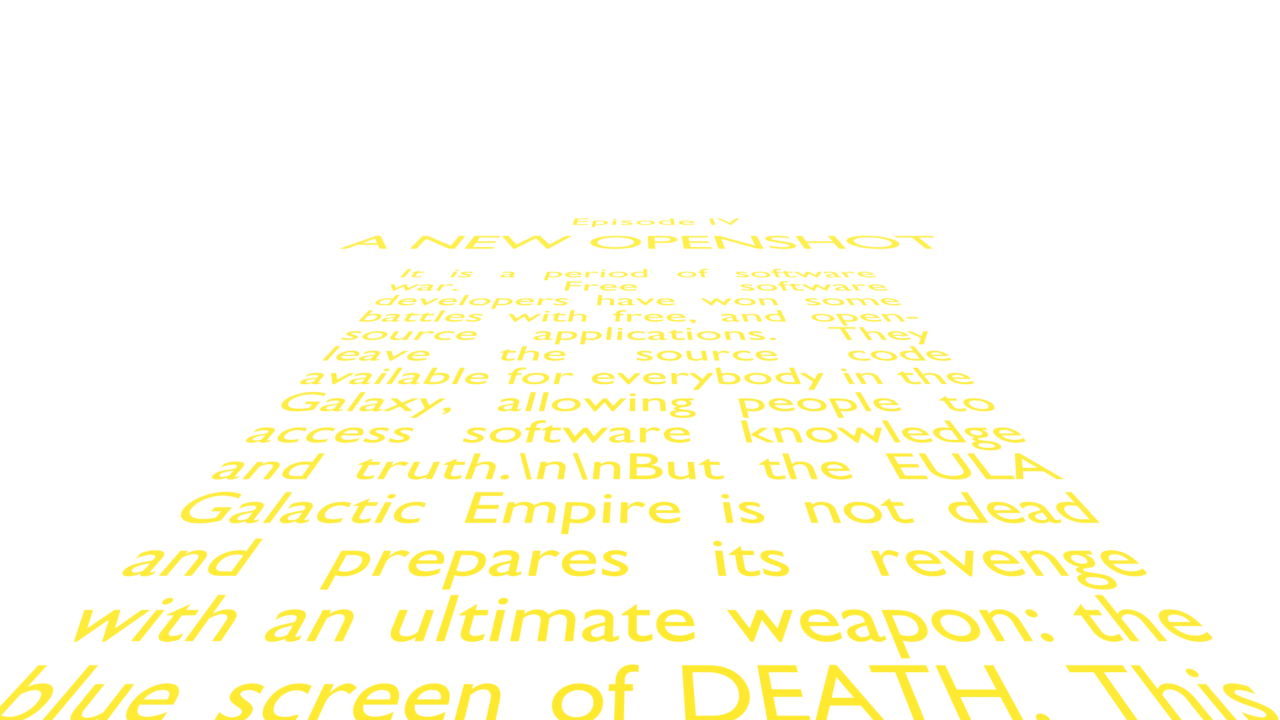 Episode IV
A NEW OPENSHOT
It is a period of software
war. Free software
developers have won some
battles with free, and open-
source applications. They
leave the source code
available for everybody in the
Galaxy, allowing people to
access software knowledge
and truth.\n\nBut the EULA
Galactic Empire is not dead
and prepares its revenge
with an ultimate weapon: the
blue screen of DEATH. This